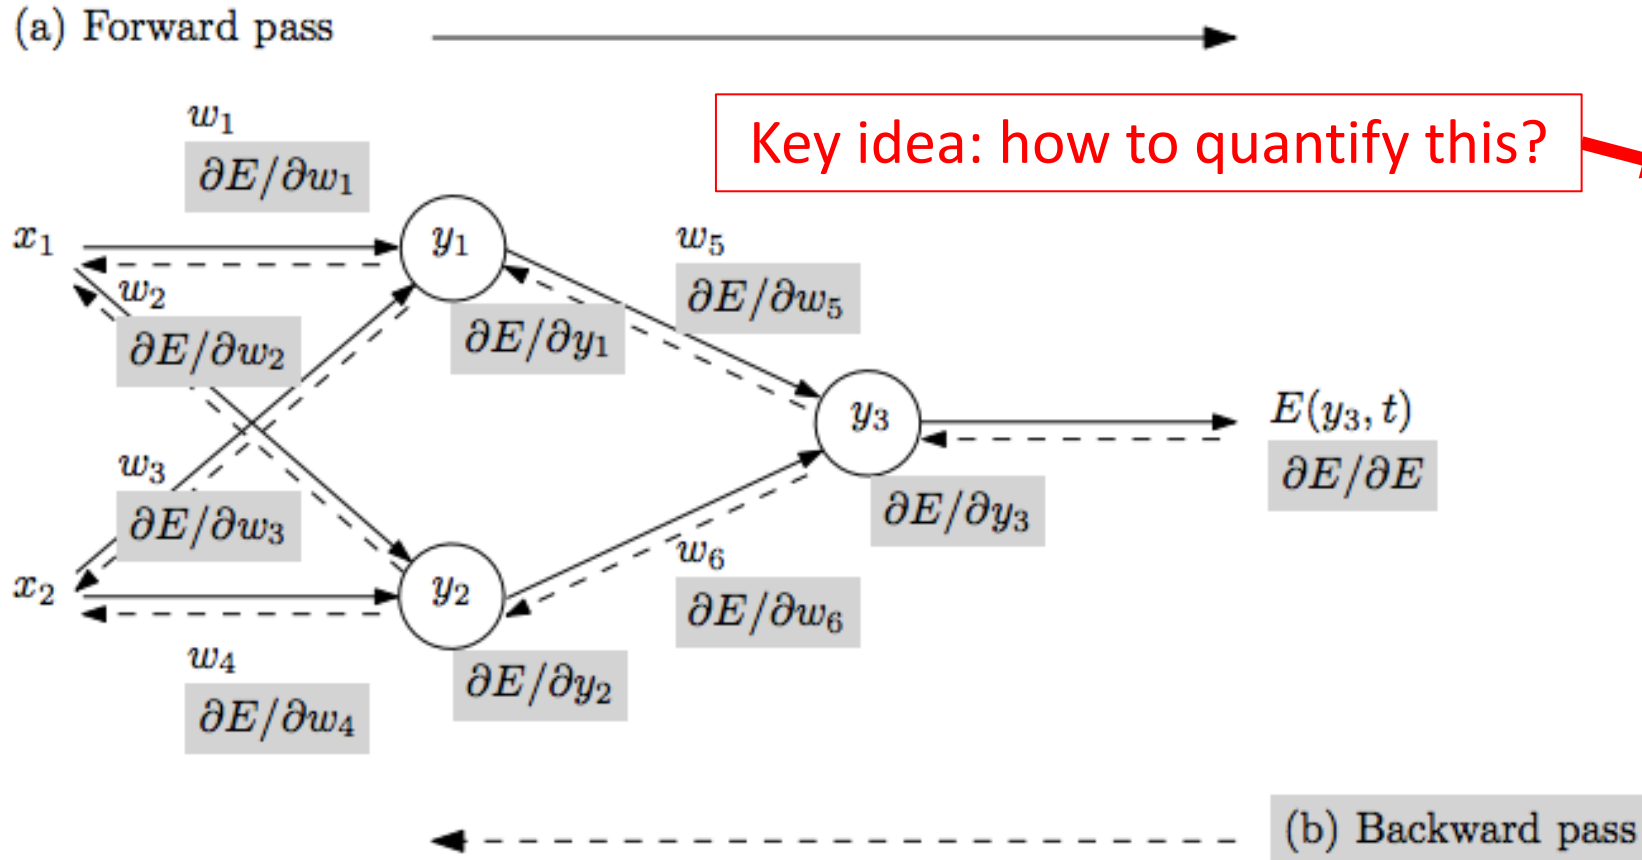 (a) Forward pass
Key idea: how to quantify this?
w₁
∂E/∂w₁
x₁
y₁
w₅
∂E/∂w₅
w₂
∂E/∂w₂
∂E/∂y₁
y₃
E(y₃, t)
∂E/∂E
w₃
∂E/∂w₃
∂E/∂y₃
x₂
y₂
w₆
∂E/∂w₆
w₄
∂E/∂w₄
∂E/∂y₂
(b) Backward pass